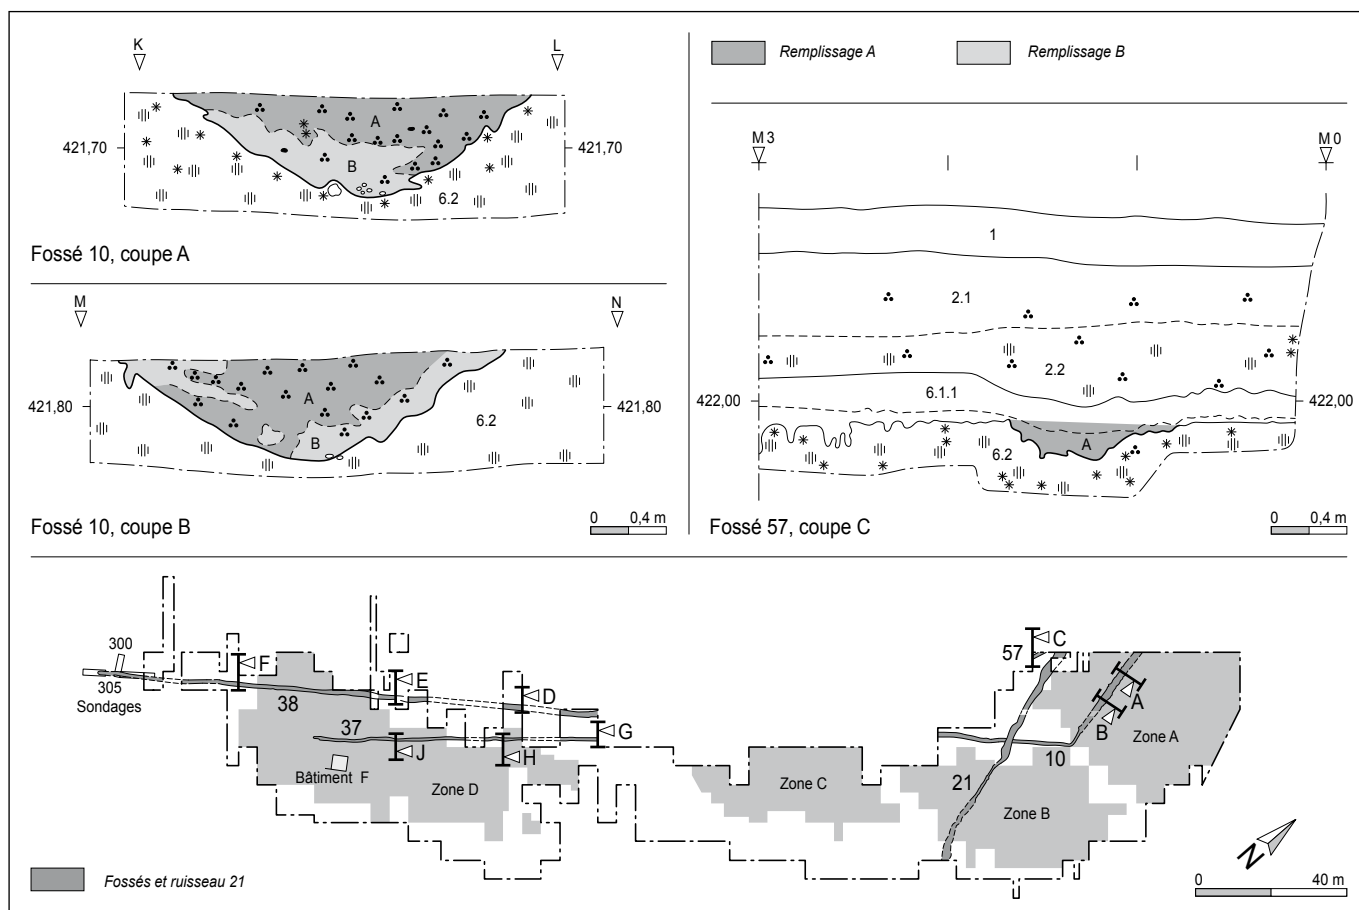 K
L
A
421,70
421,70
B
6.2
Fossé 10, coupe A
M
N
421,80
421,80
A
6.2
B
Fossé 10, coupe B
0 0,4 m
Remplissage A
Remplissage B
M 3
M 0
1
2.1
2.2
6.1.1
422,00
422,00
A
6.2
Fossé 57, coupe C
0 0,4 m
300
305
Sondages
F
E
D
G
38
37
J
H
Bâtiment F
Zone D
Zone C
57
C
A
B
Zone A
10
21
Zone B
N
Fossés et ruisseau 21
0 40 m